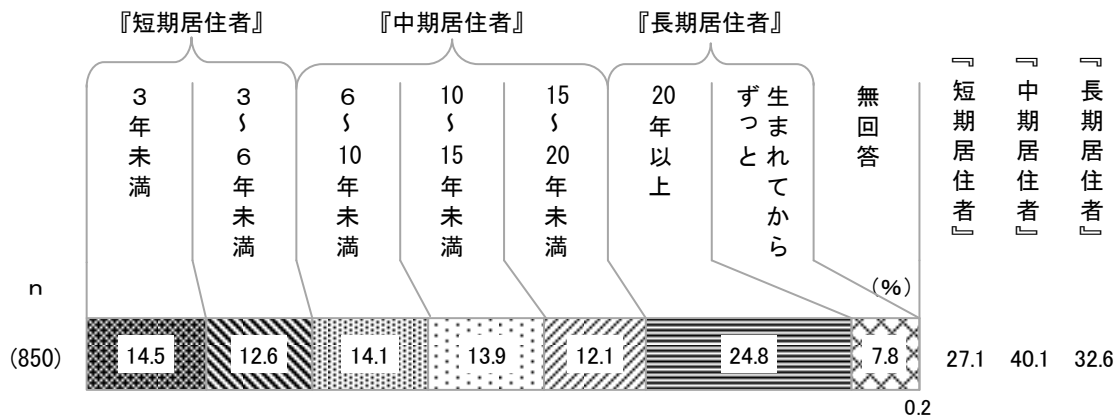 『短期居住者』 『中期居住者』 『長期居住者』
3年未満
3～6年未満
6～10年未満
10～15年未満
15～20年未満
20年以上
生まれてから
ずっと
無回答
『短期居住者』
『中期居住者』
『長期居住者』
n (%)
(850) 14.5 12.6 14.1 13.9 12.1 24.8 7.8 27.1 40.1 32.6
0.2